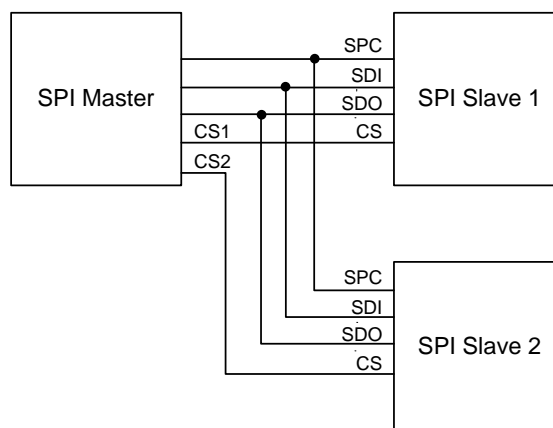 SPC
SDI
SPI Master
SDO
SPI Slave 1
CS1
CS
CS2
SPC
SDI
SDO
SPI Slave 2
CS